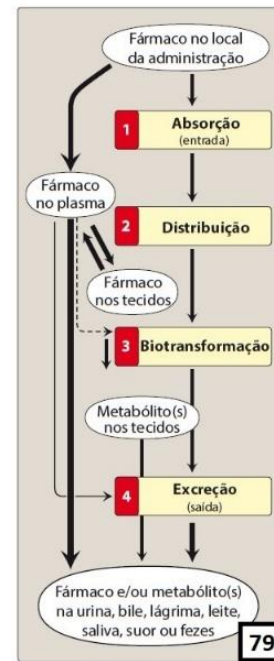 Fármaco no local
da administração
1 Absorção
(entrada)
Fármaco
no plasma
2 Distribuição
Fármaco
nos tecidos
3 Biotransformação
Metabólito(s)
nos tecidos
4 Excreção
(saída)
Fármaco e/ou metabólito(s)
na urina, bile, lágrima, leite,
saliva, suor ou fezes
79